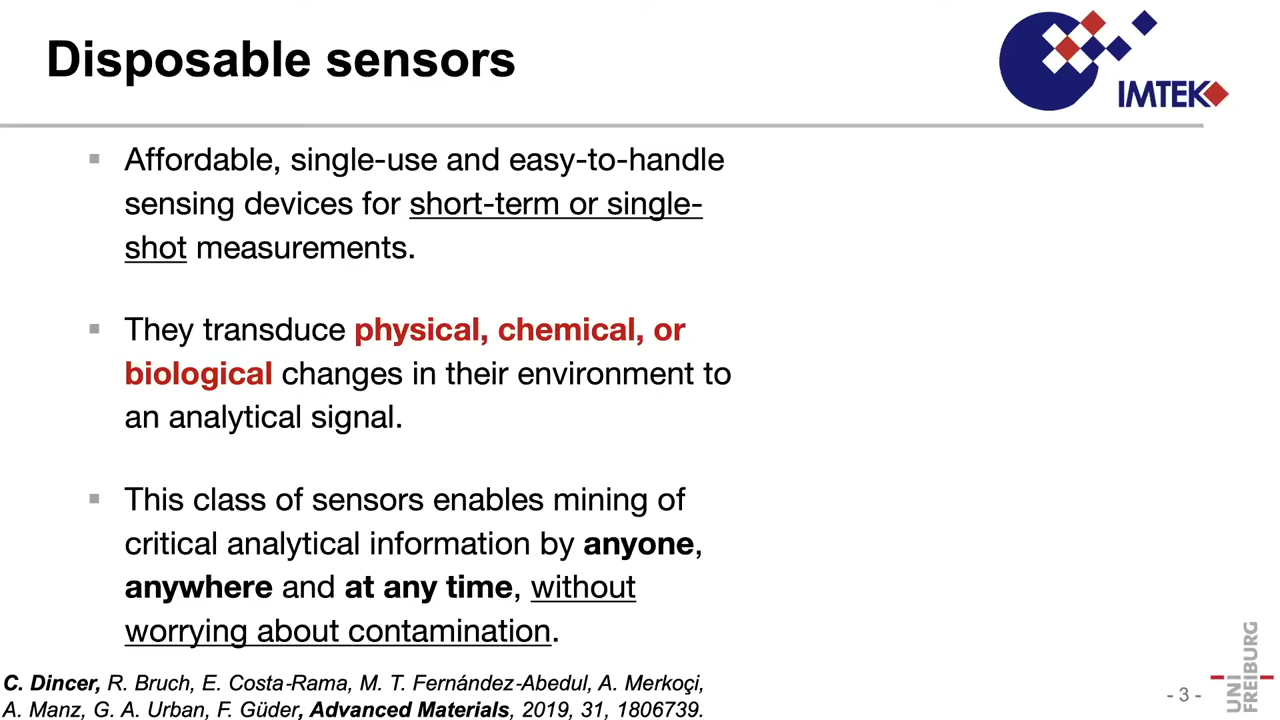 Disposable sensors
IMTEK
▪ Affordable, single-use and easy-to-handle
sensing devices for short-term or single-
shot measurements.
▪ They transduce physical, chemical, or
biological changes in their environment to
an analytical signal.
▪ This class of sensors enables mining of
critical analytical information by anyone,
anywhere and at any time, without
worrying about contamination.
C. Dincer, R. Bruch, E. Costa-Rama, M. T. Fernández-Abedul, A. Merkoçi,
A. Manz, G. A. Urban, F. Güder, Advanced Materials, 2019, 31, 1806739.
- 3 -
UNI
FREIBURG